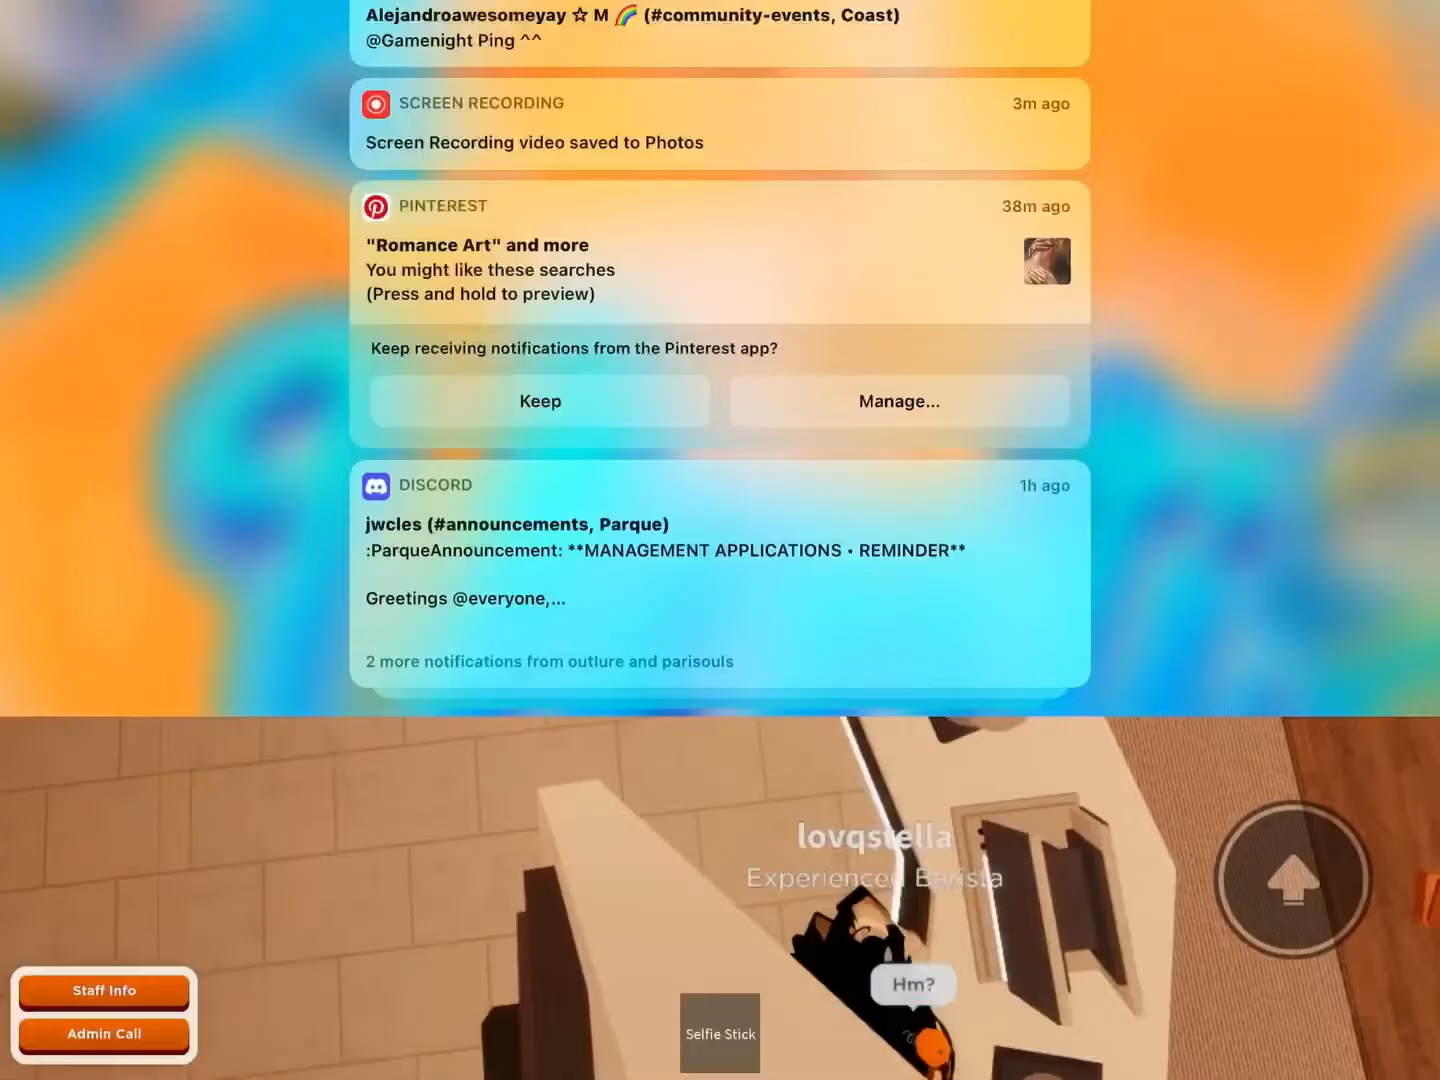 Alejandroawesomeyay ☆ M 🌈 (#community-events, Coast)
@Gamenight Ping ^^
SCREEN RECORDING
3m ago
Screen Recording video saved to Photos
PINTEREST
38m ago
"Romance Art" and more
You might like these searches
(Press and hold to preview)
Keep receiving notifications from the Pinterest app?
Keep
Manage...
DISCORD
1h ago
jwcles (#announcements, Parque)
:ParqueAnnouncement: **MANAGEMENT APPLICATIONS • REMINDER**
Greetings @everyone,...
2 more notifications from outlure and parisouls
lovqstella
Experienced Barista
Hm?
Staff Info
Admin Call
Selfie Stick